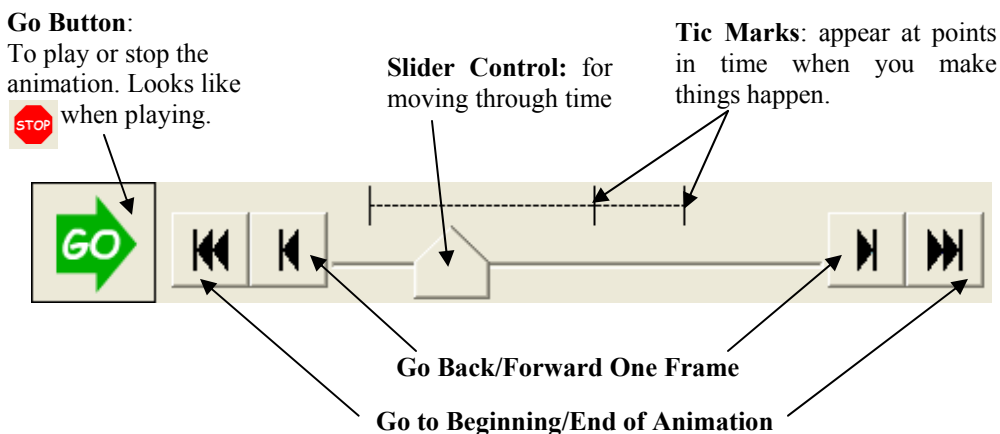 Go Button:
To play or stop the
animation. Looks like
STOP when playing.
Slider Control: for
moving through time
Tic Marks: appear at points
in time when you make
things happen.
GO
Go Back/Forward One Frame
Go to Beginning/End of Animation